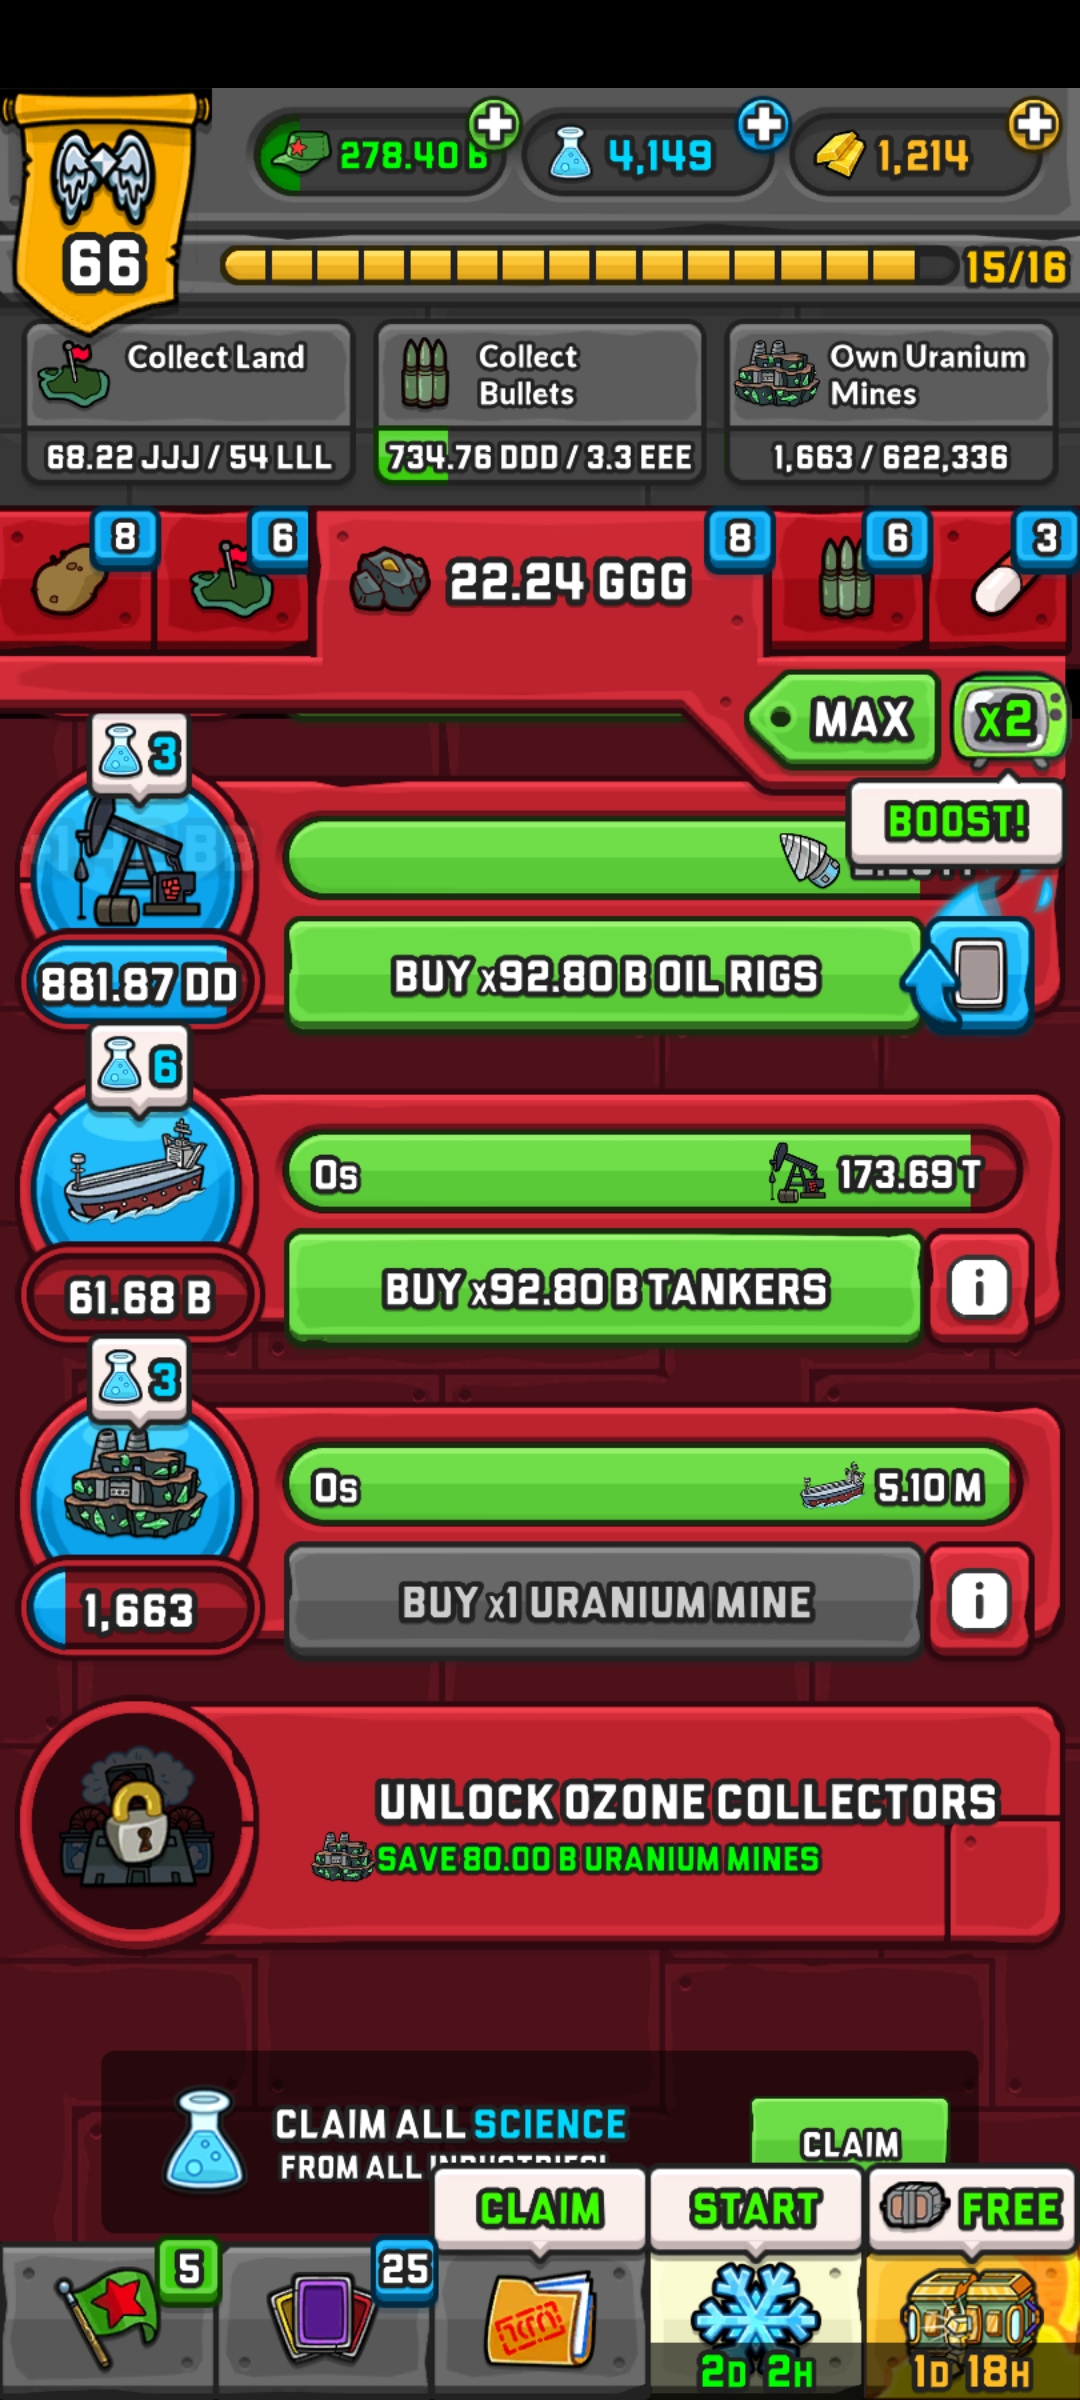 278.40 B
4,149
1,214
66
15/16
Collect Land
68.22 JJJ / 54 LLL
Collect
Bullets
734.76 DDD / 3.3 EEE
Own Uranium
Mines
1,663 / 622,336
8
6
22.24 GGG
8
6
3
MAX
x2
BOOST!
3
881.87 DD
BUY x92.80 B OIL RIGS
6
0s
173.69 T
61.68 B
BUY x92.80 B TANKERS
i
3
0s
5.10 M
1,663
BUY x1 URANIUM MINE
i
UNLOCK OZONE COLLECTORS
SAVE 80.00 B URANIUM MINES
CLAIM ALL SCIENCE
FROM ALL INDUSTRIES!
CLAIM
CLAIM
START
FREE
5
25
2D 2H
1D 18H